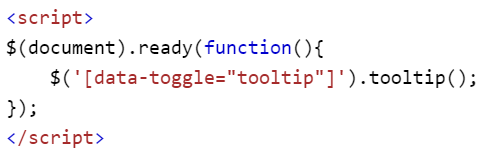 <script>
$(document).ready(function(){
    $('[data-toggle="tooltip"]').tooltip();
});
</script>